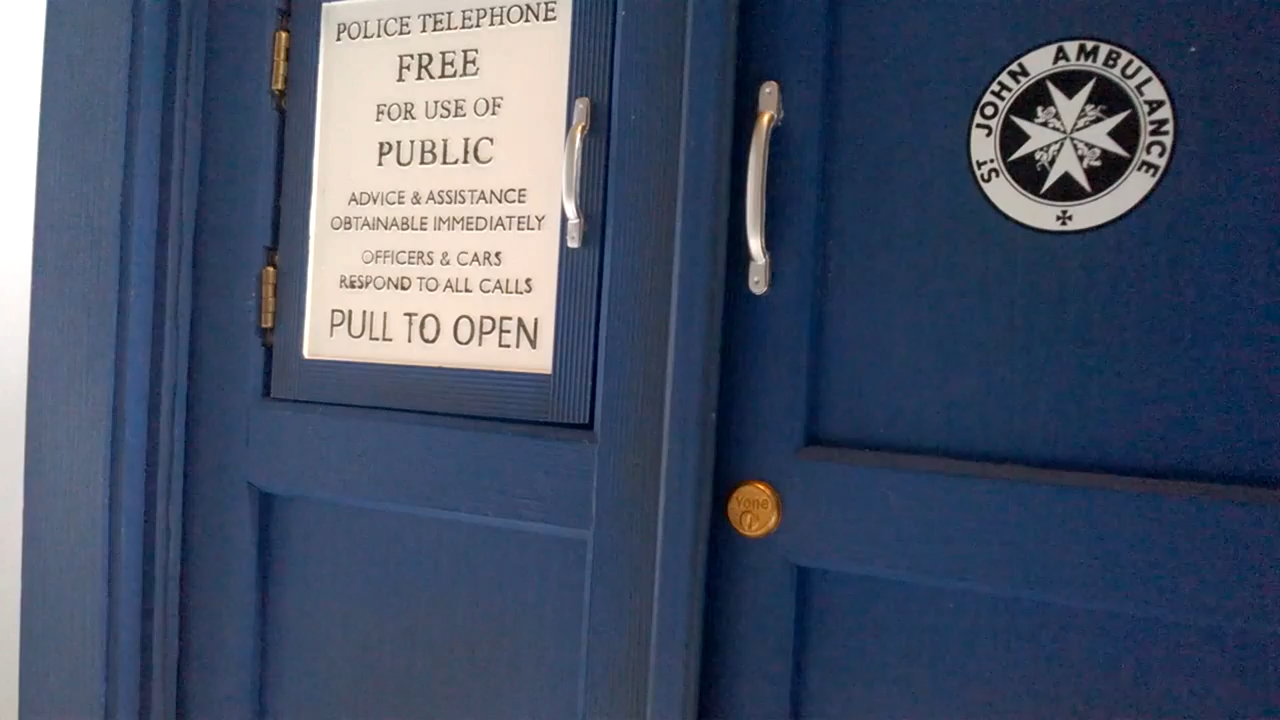 POLICE TELEPHONE
FREE
FOR USE OF
PUBLIC
ADVICE & ASSISTANCE
OBTAINABLE IMMEDIATELY
OFFICERS & CARS
RESPOND TO ALL CALLS
PULL TO OPEN
ST. JOHN AMBULANCE